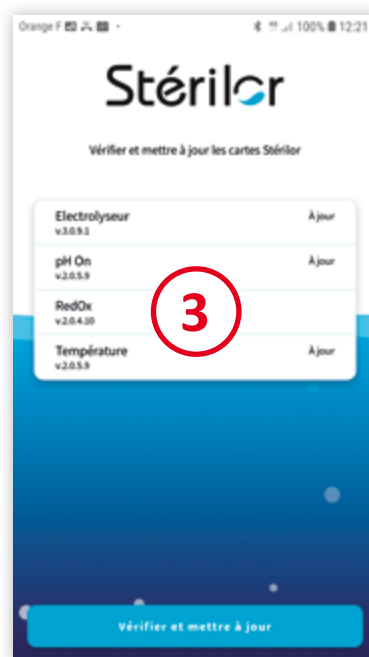 Orange F
100% 12:21
Stérilor
Vérifier et mettre à jour les cartes Stérilor
Electrolyseur À jour
v.3.0.9.1
pH On À jour
v.2.0.5.9
RedOx
v.2.0.4.10
3
Température À jour
v.2.0.5.9
Vérifier et mettre à jour